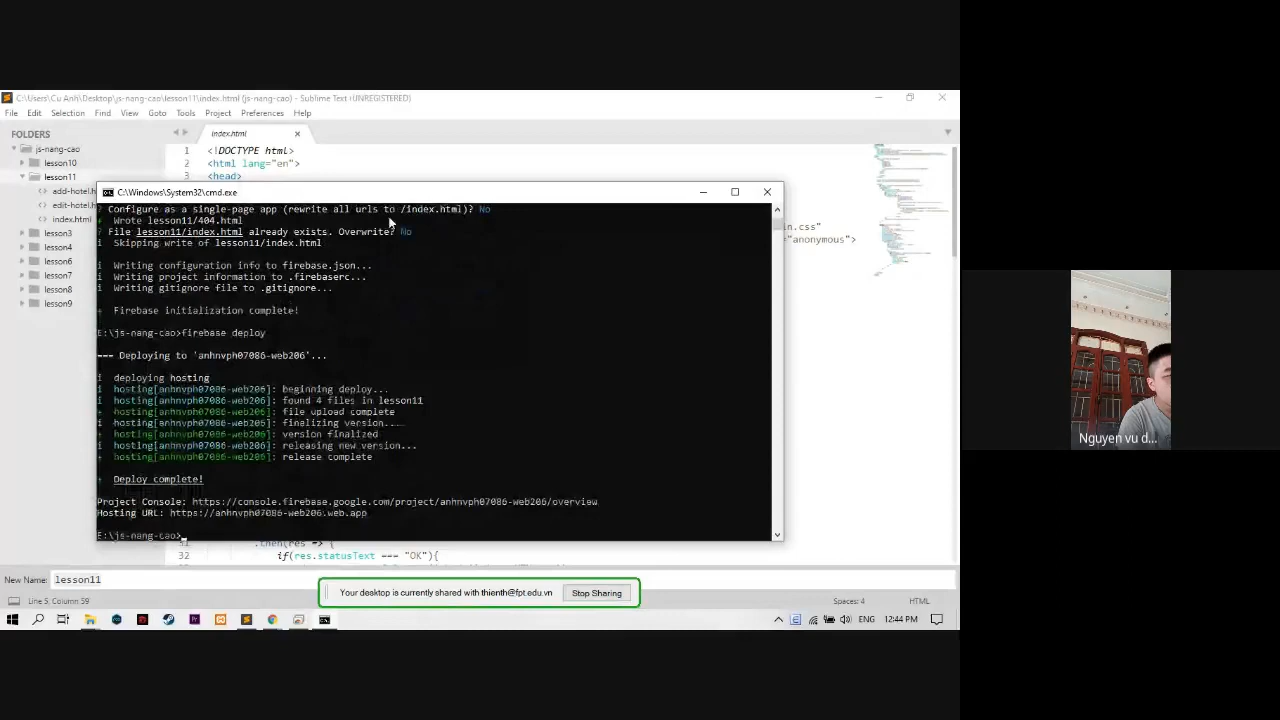 C:\Users\Cu Anh\Desktop\js-nang-cao\lesson11\index.html (js-nang-cao) - Sublime Text (UNREGISTERED)
File Edit Selection Find View Goto Tools Project Preferences Help
FOLDERS
js-nang-cao
lesson10
lesson11
add-hotel.h
edit-hotel.h
index.html
lesson3
lesson4
lesson6
lesson7
lesson8
lesson9
index.html
1 <!DOCTYPE html>
2 <html lang="en">
3 <head>
in.css"
"anonymous">
C:\Windows\System32\cmd.exe
? Configure as a single-page app (rewrite all urls to /index.html)? No
+ Wrote lesson11/404.html
? File lesson11/index.html already exists. Overwrite? No
i Skipping write of lesson11/index.html
i Writing configuration info to firebase.json...
i Writing project information to .firebaserc...
i Writing gitignore file to .gitignore...
+ Firebase initialization complete!
E:\js-nang-cao>firebase deploy
=== Deploying to 'anhnvph07086-web206'...
i deploying hosting
i hosting[anhnvph07086-web206]: beginning deploy...
i hosting[anhnvph07086-web206]: found 4 files in lesson11
+ hosting[anhnvph07086-web206]: file upload complete
i hosting[anhnvph07086-web206]: finalizing version...
+ hosting[anhnvph07086-web206]: version finalized
i hosting[anhnvph07086-web206]: releasing new version...
+ hosting[anhnvph07086-web206]: release complete
+ Deploy complete!
Project Console: https://console.firebase.google.com/project/anhnvph07086-web206/overview
Hosting URL: https://anhnvph07086-web206.web.app
E:\js-nang-cao>
31 .then(res => {
32 if(res.statusText === "OK"){
New Name: lesson11
Your desktop is currently shared with thienth@fpt.edu.vn Stop Sharing
Line 5, Column 59
Spaces: 4
HTML
ENG
12:44 PM
Nguyen vu d...